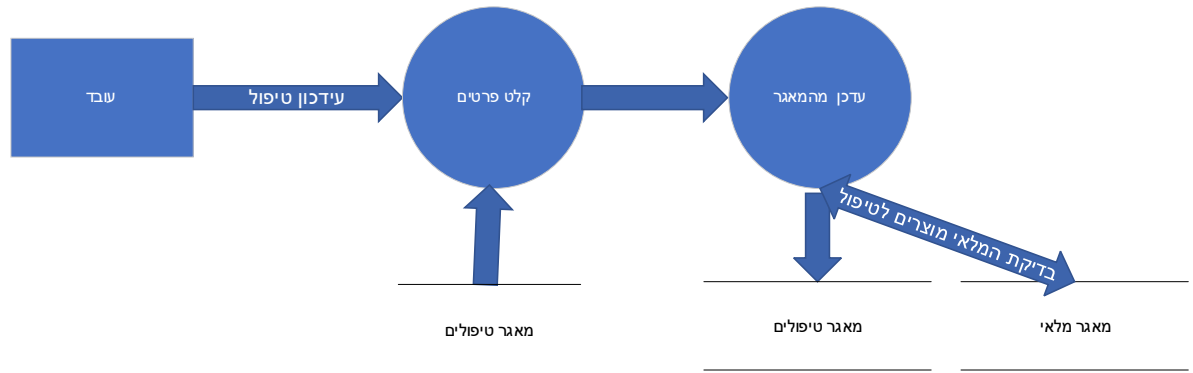 עובד
עידכון טיפול
קלט פרטים
עדכן מהמאגר
בדיקת המלאי מוצרים לטיפול
מאגר טיפולים
מאגר טיפולים
מאגר מלאי